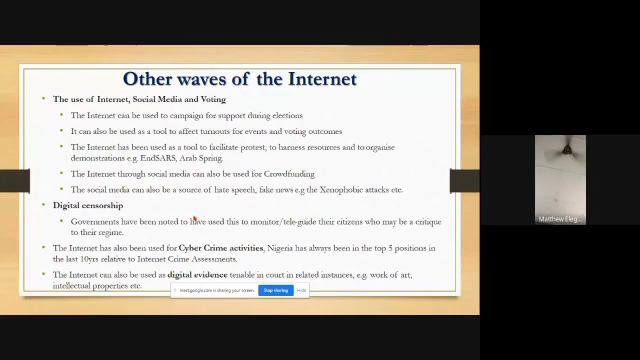 Other waves of the Internet
The use of Internet, Social Media and Voting
The Internet can be used to campaign for support during elections
It can also be used as a tool to affect turnouts for events and voting outcomes
The Internet has been used as a tool to facilitate protest, to harness resources and to organise
demonstrations e.g. EndSARS, Arab Spring.
The Internet through social media can also be used for Crowdfunding
The social media can also be a source of hate speech, fake news e.g the Xenophobic attacks etc.
Digital censorship
Governments have been noted to have used this to monitor/tele-guide their citizens who may be a critique
to their regime.
The Internet has also been used for Cyber Crime activities, Nigeria has always been in the top 5 positions in
the last 10yrs relative to Internet Crime Assessments.
The Internet can also be used as digital evidence tenable in court in related instances, e.g. work of art,
intellectual properties etc.
meet.google.com is sharing your screen. Stop sharing Hide
Matthew Eleg...